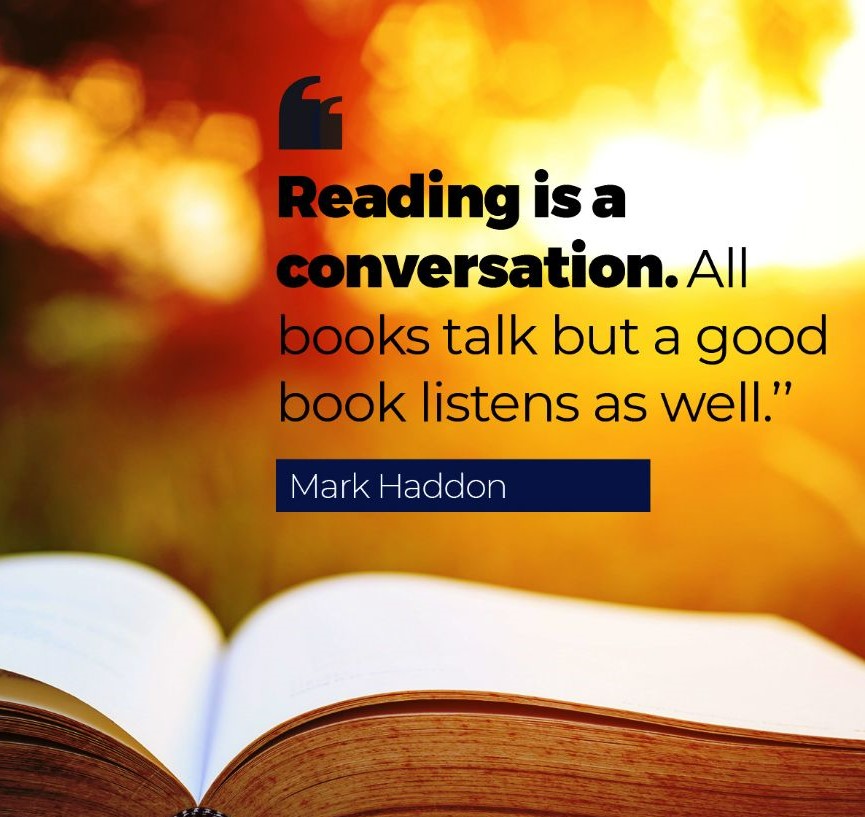 “
Reading is a
conversation. All
books talk but a good
book listens as well.”
Mark Haddon